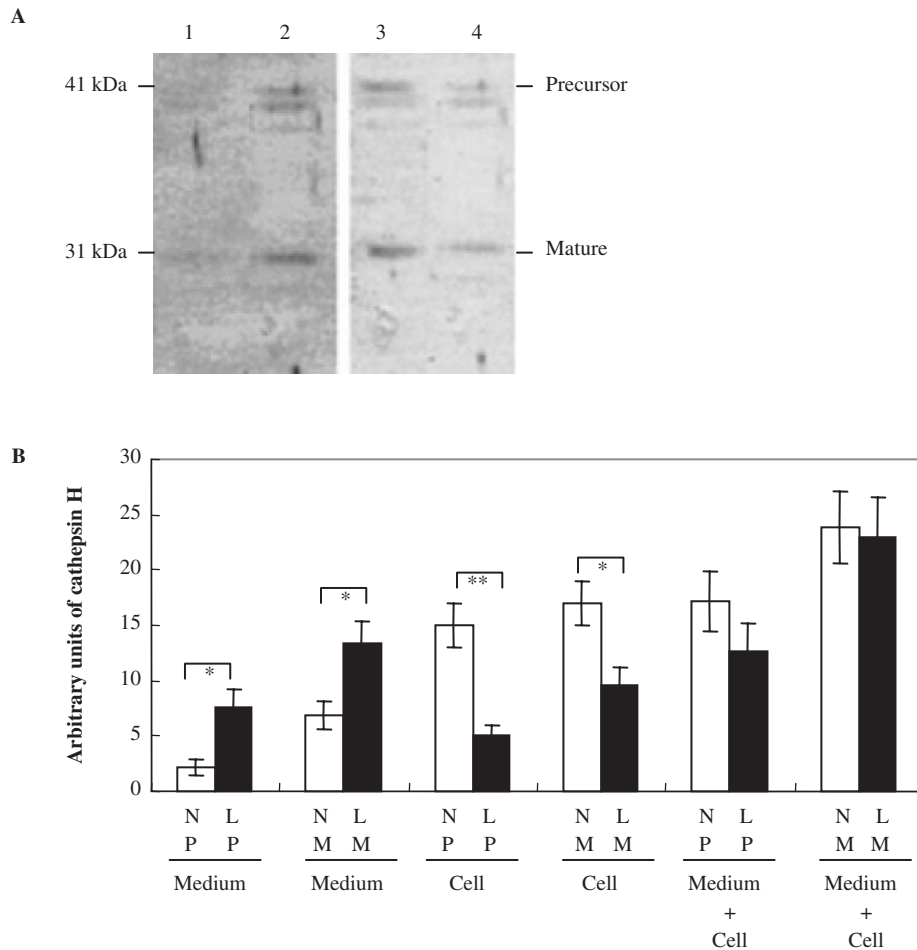 A
1 2 3 4
41 kDa Precursor
31 kDa Mature
B
Arbitrary units of cathepsin H
30
25
20
15
10
5
0
* * ** *
N L N L N L N L N L N L
P P M M P P M M P P M M
Medium Medium Cell Cell Medium Medium
+ +
Cell Cell